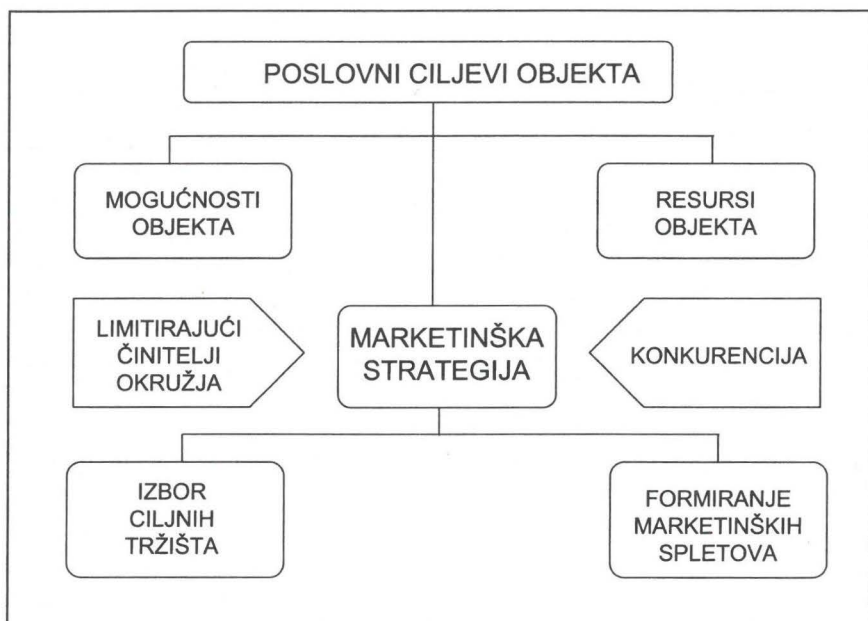 POSLOVNI CILJEVI OBJEKTA
MOGUĆNOSTI
OBJEKTA
RESURSI
OBJEKTA
LIMITIRAJUĆI
ČINITELJI
OKRUŽJA
MARKETINŠKA
STRATEGIJA
KONKURENCIJA
IZBOR
CILJNIH
TRŽIŠTA
FORMIRANJE
MARKETINŠKIH
SPLETOVA